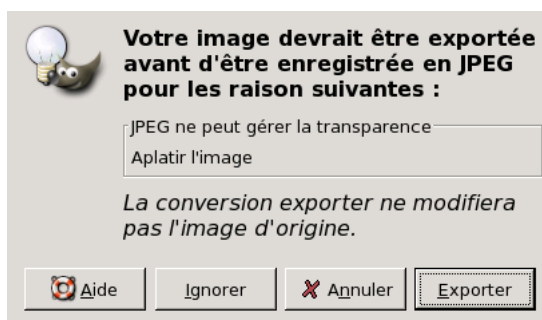 Votre image devrait être exportée
avant d'être enregistrée en JPEG
pour les raison suivantes :
JPEG ne peut gérer la transparence
Aplatir l'image
La conversion exporter ne modifiera
pas l'image d'origine.
Aide Ignorer Annuler Exporter